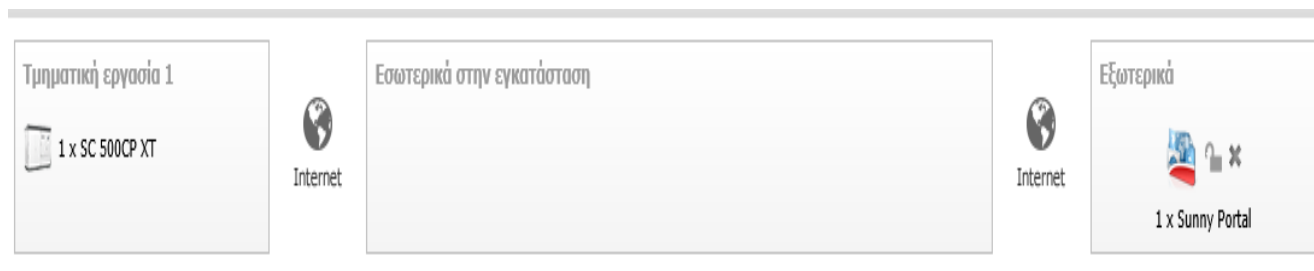 Τμηματική εργασία 1
1 x SC 500CP XT
Internet
Εσωτερικά στην εγκατάσταση
Internet
Εξωτερικά
1 x Sunny Portal